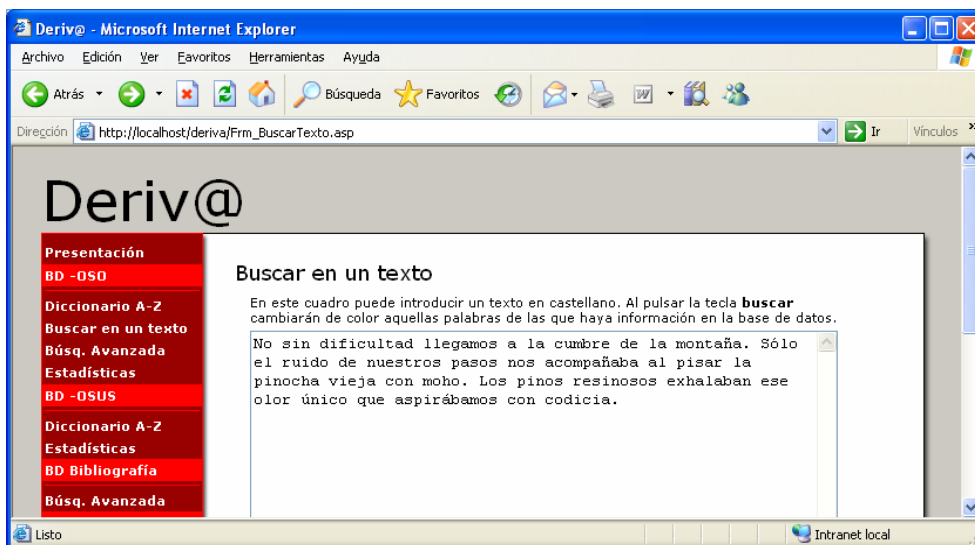 Deriv@ - Microsoft Internet Explorer
Archivo Edición Ver Favoritos Herramientas Ayuda
Atrás Búsqueda Favoritos
Dirección http://localhost/deriva/Frm_BuscarTexto.asp Ir Vínculos »
Deriv@
Presentación
BD -OSO
Diccionario A-Z
Buscar en un texto
Búsq. Avanzada
Estadísticas
BD -OSUS
Diccionario A-Z
Estadísticas
BD Bibliografía
Búsq. Avanzada
Buscar en un texto
En este cuadro puede introducir un texto en castellano. Al pulsar la tecla buscar
cambiarán de color aquellas palabras de las que haya información en la base de datos.
No sin dificultad llegamos a la cumbre de la montaña. Sólo
el ruido de nuestros pasos nos acompañaba al pisar la
pinocha vieja con moho. Los pinos resinosos exhalaban ese
olor único que aspirábamos con codicia.
Listo Intranet local